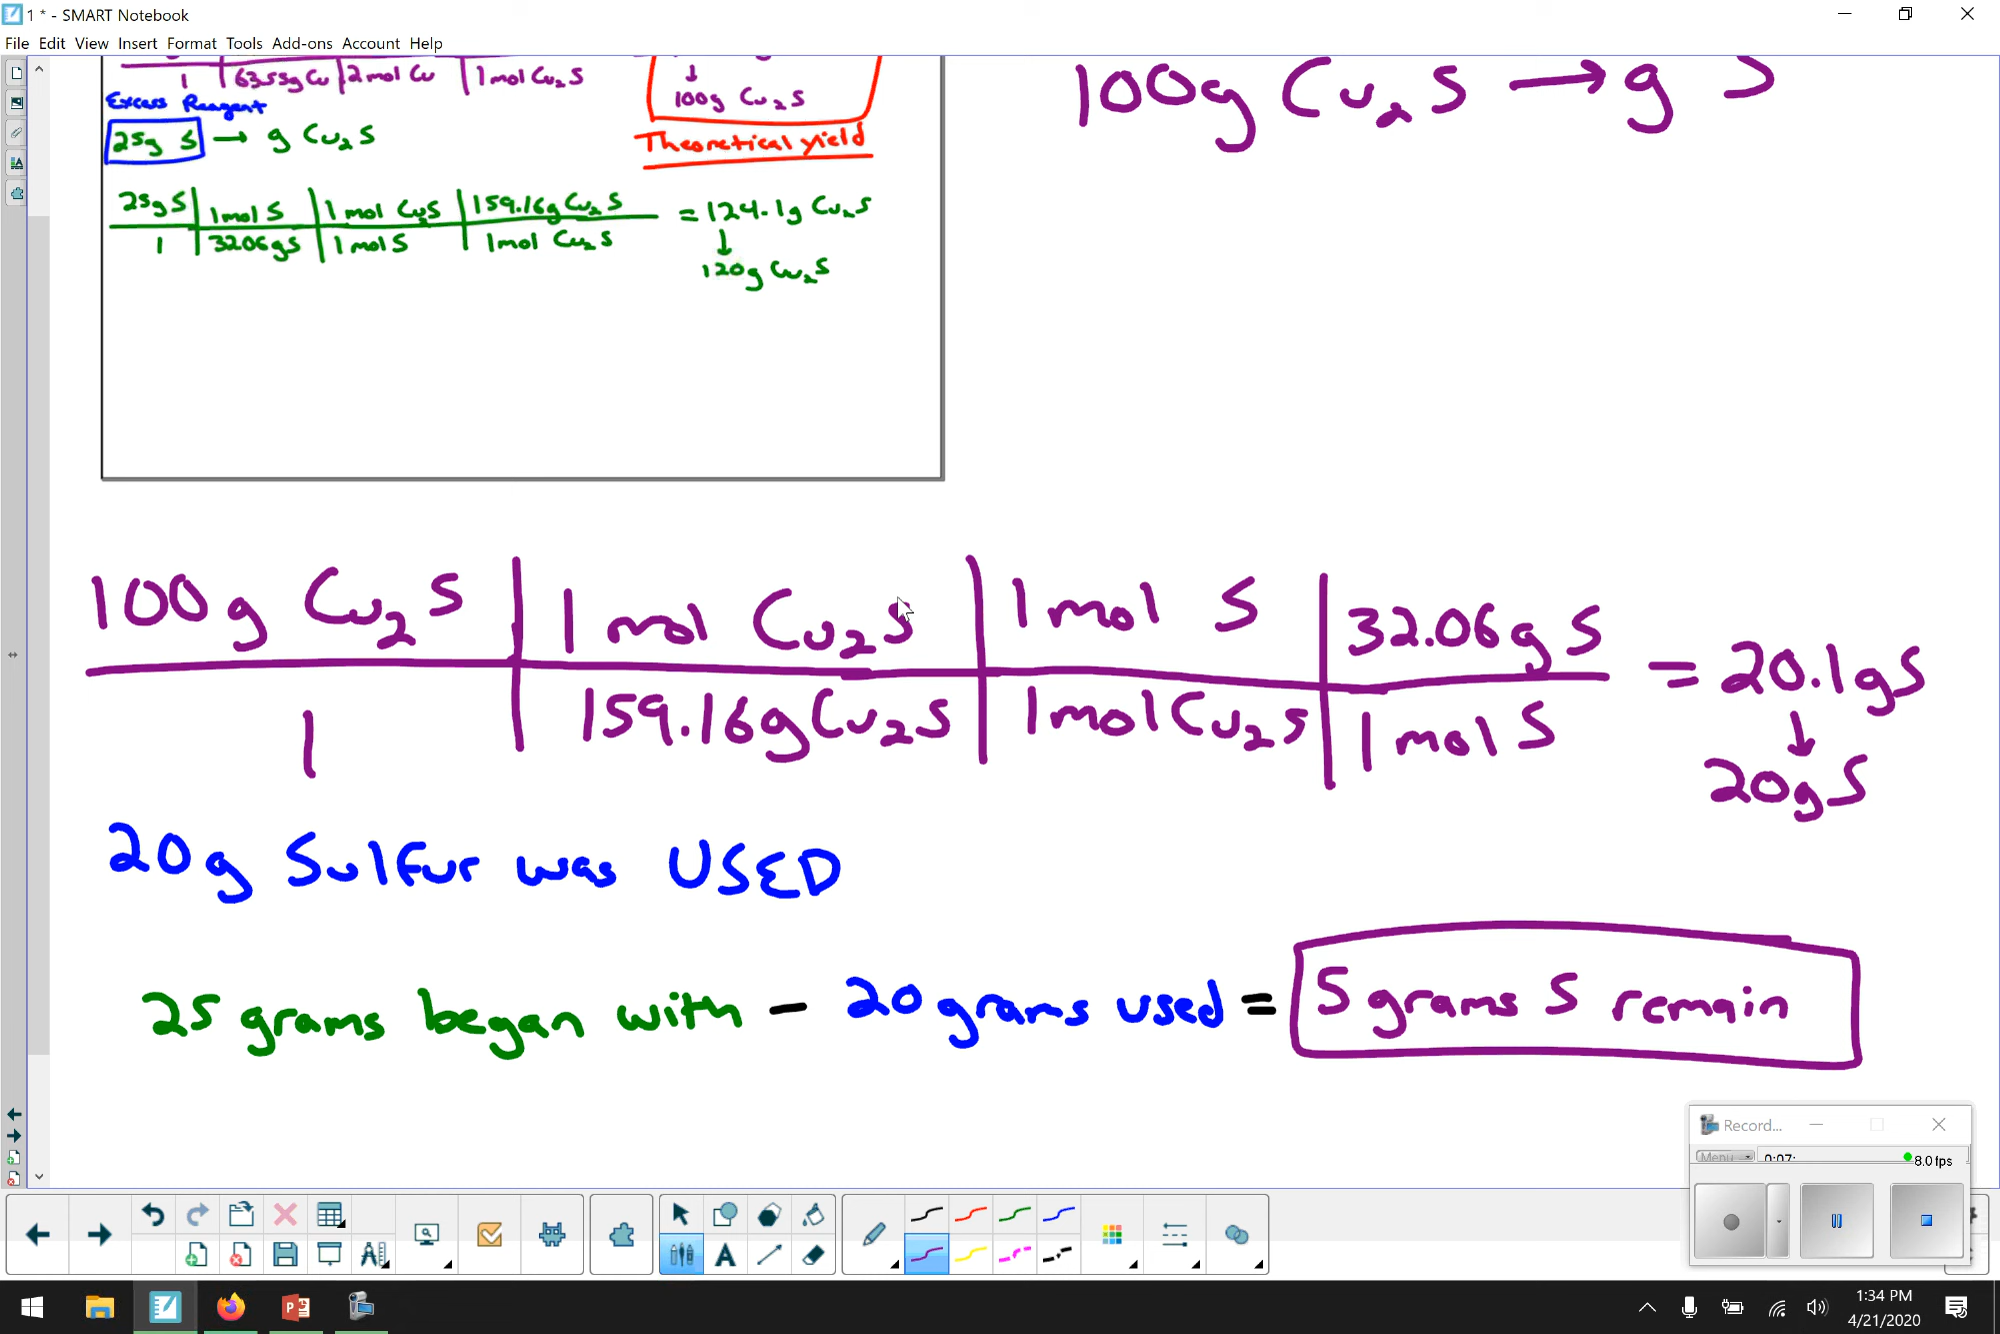 1 * - SMART Notebook
File Edit View Insert Format Tools Add-ons Account Help
1 63.55g Cu 2 mol Cu 1 mol Cu₂S
100g Cu₂S
Excess Reagent
25g S → g Cu₂S
Theoretical yield
25g S 1 mol S 1 mol Cu₂S 159.16g Cu₂S = 124.1g Cu₂S
1 32.06g S 1 mol S 1 mol Cu₂S
↓
120g Cu₂S
100g Cu₂S → g S
100g Cu₂S 1 mol Cu₂S 1 mol S 32.06g S = 20.1g S
1 159.16g Cu₂S 1 mol Cu₂S 1 mol S
↓
20g S
20g Sulfur was USED
25 grams began with - 20 grams used = 5 grams S remain
Record...
Menu 0:07: 8.0 fps
1:34 PM
4/21/2020